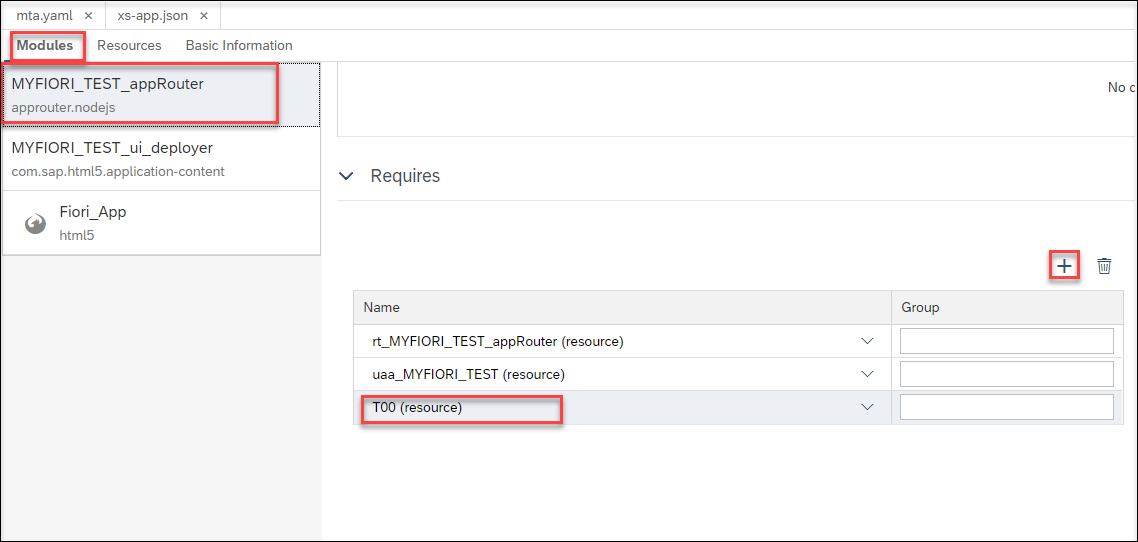 mta.yaml × xs-app.json ×
Modules Resources Basic Information
MYFIORI_TEST_appRouter
approuter.nodejs
MYFIORI_TEST_ui_deployer
com.sap.html5.application-content
Fiori_App
html5
No c
Requires
Name Group
rt_MYFIORI_TEST_appRouter (resource)
uaa_MYFIORI_TEST (resource)
T00 (resource)